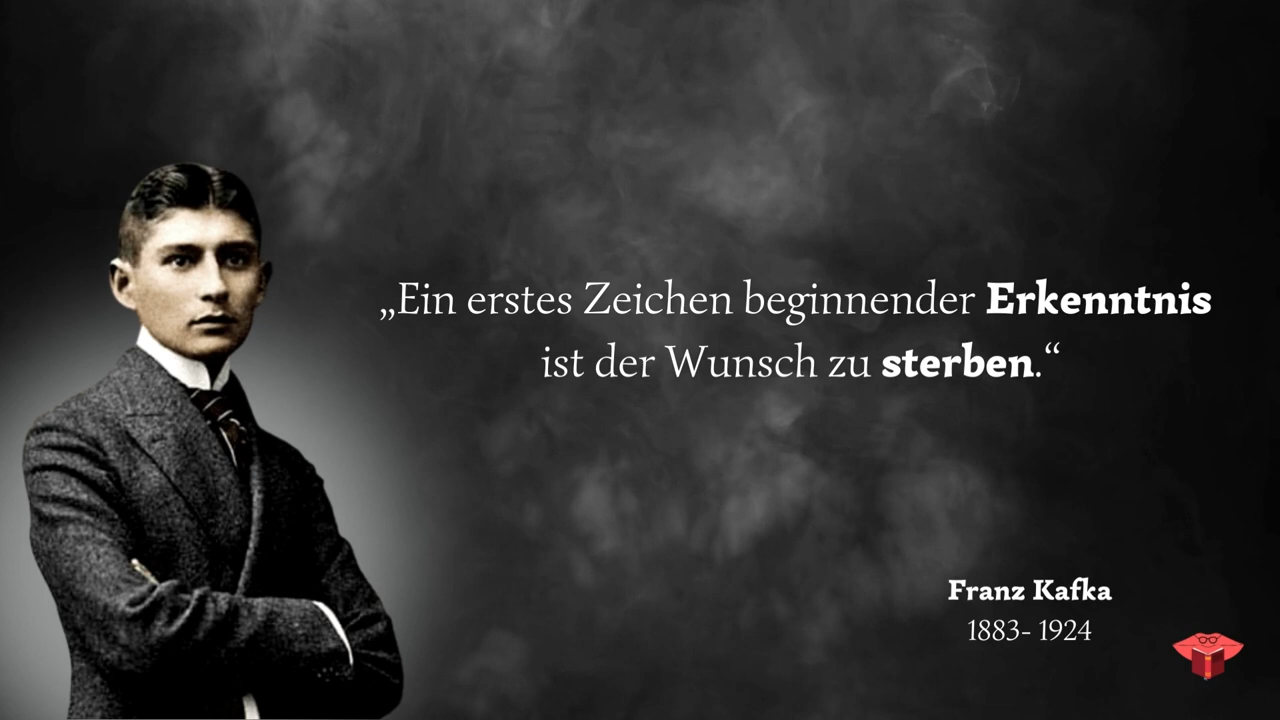 „Ein erstes Zeichen beginnender Erkenntnis
ist der Wunsch zu sterben.“
Franz Kafka
1883- 1924